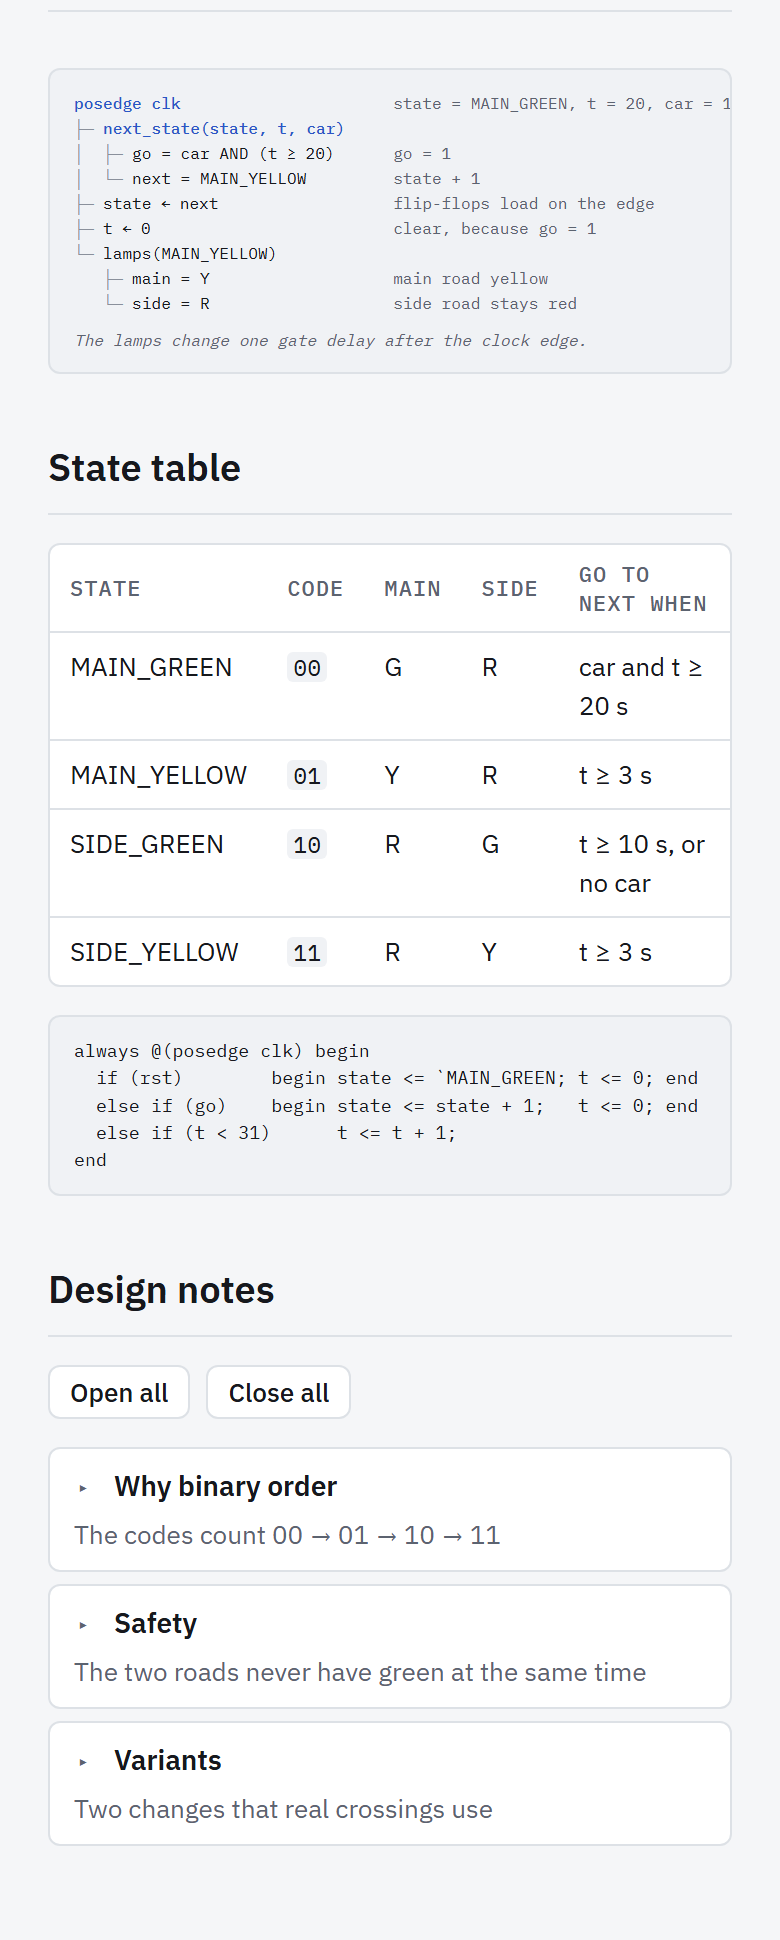 posedge clk state = MAIN_GREEN, t = 20, car = 1
├─ next_state(state, t, car)
│  ├─ go = car AND (t ≥ 20) go = 1
│  └─ next = MAIN_YELLOW state + 1
├─ state ← next flip-flops load on the edge
├─ t ← 0 clear, because go = 1
└─ lamps(MAIN_YELLOW)
   ├─ main = Y main road yellow
   └─ side = R side road stays red
The lamps change one gate delay after the clock edge.
State table
STATE CODE MAIN SIDE GO TO NEXT WHEN
MAIN_GREEN 00 G R car and t ≥
20 s
MAIN_YELLOW 01 Y R t ≥ 3 s
SIDE_GREEN 10 R G t ≥ 10 s, or
no car
SIDE_YELLOW 11 R Y t ≥ 3 s
always @(posedge clk) begin
  if (rst)        begin state <= `MAIN_GREEN; t <= 0; end
  else if (go)    begin state <= state + 1;   t <= 0; end
  else if (t < 31)      t <= t + 1;
end
Design notes
Open all Close all
▸ Why binary order
The codes count 00 → 01 → 10 → 11
▸ Safety
The two roads never have green at the same time
▸ Variants
Two changes that real crossings use